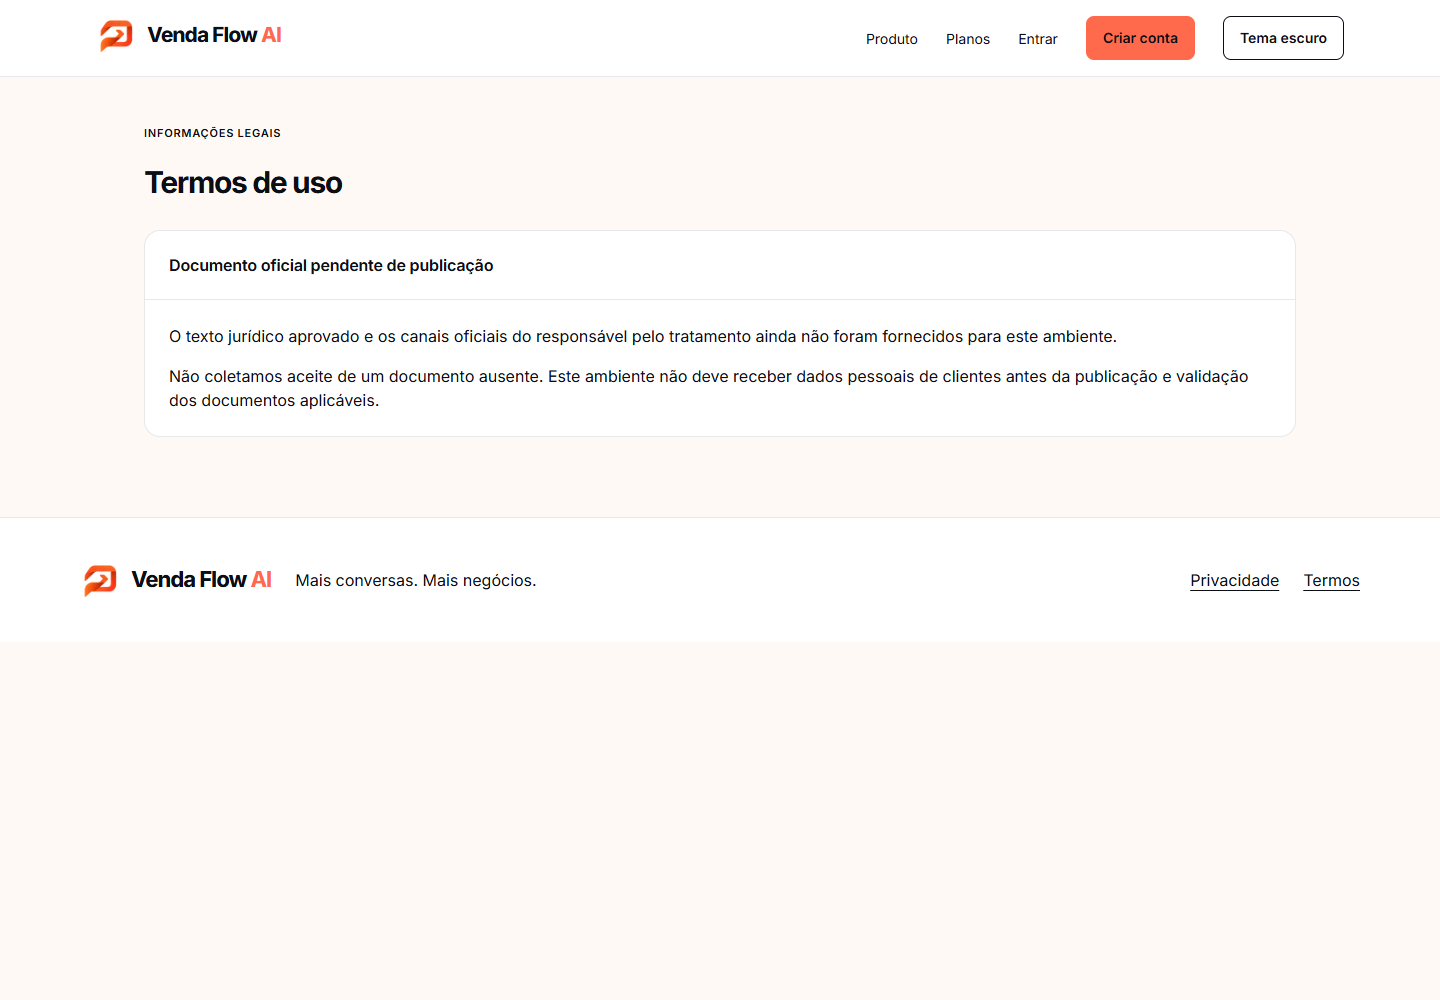 Venda Flow AI
Produto
Planos
Entrar
Criar conta
Tema escuro
INFORMAÇÕES LEGAIS
Termos de uso
Documento oficial pendente de publicação
O texto jurídico aprovado e os canais oficiais do responsável pelo tratamento ainda não foram fornecidos para este ambiente.
Não coletamos aceite de um documento ausente. Este ambiente não deve receber dados pessoais de clientes antes da publicação e validação
dos documentos aplicáveis.
Venda Flow AI
Mais conversas. Mais negócios.
Privacidade
Termos